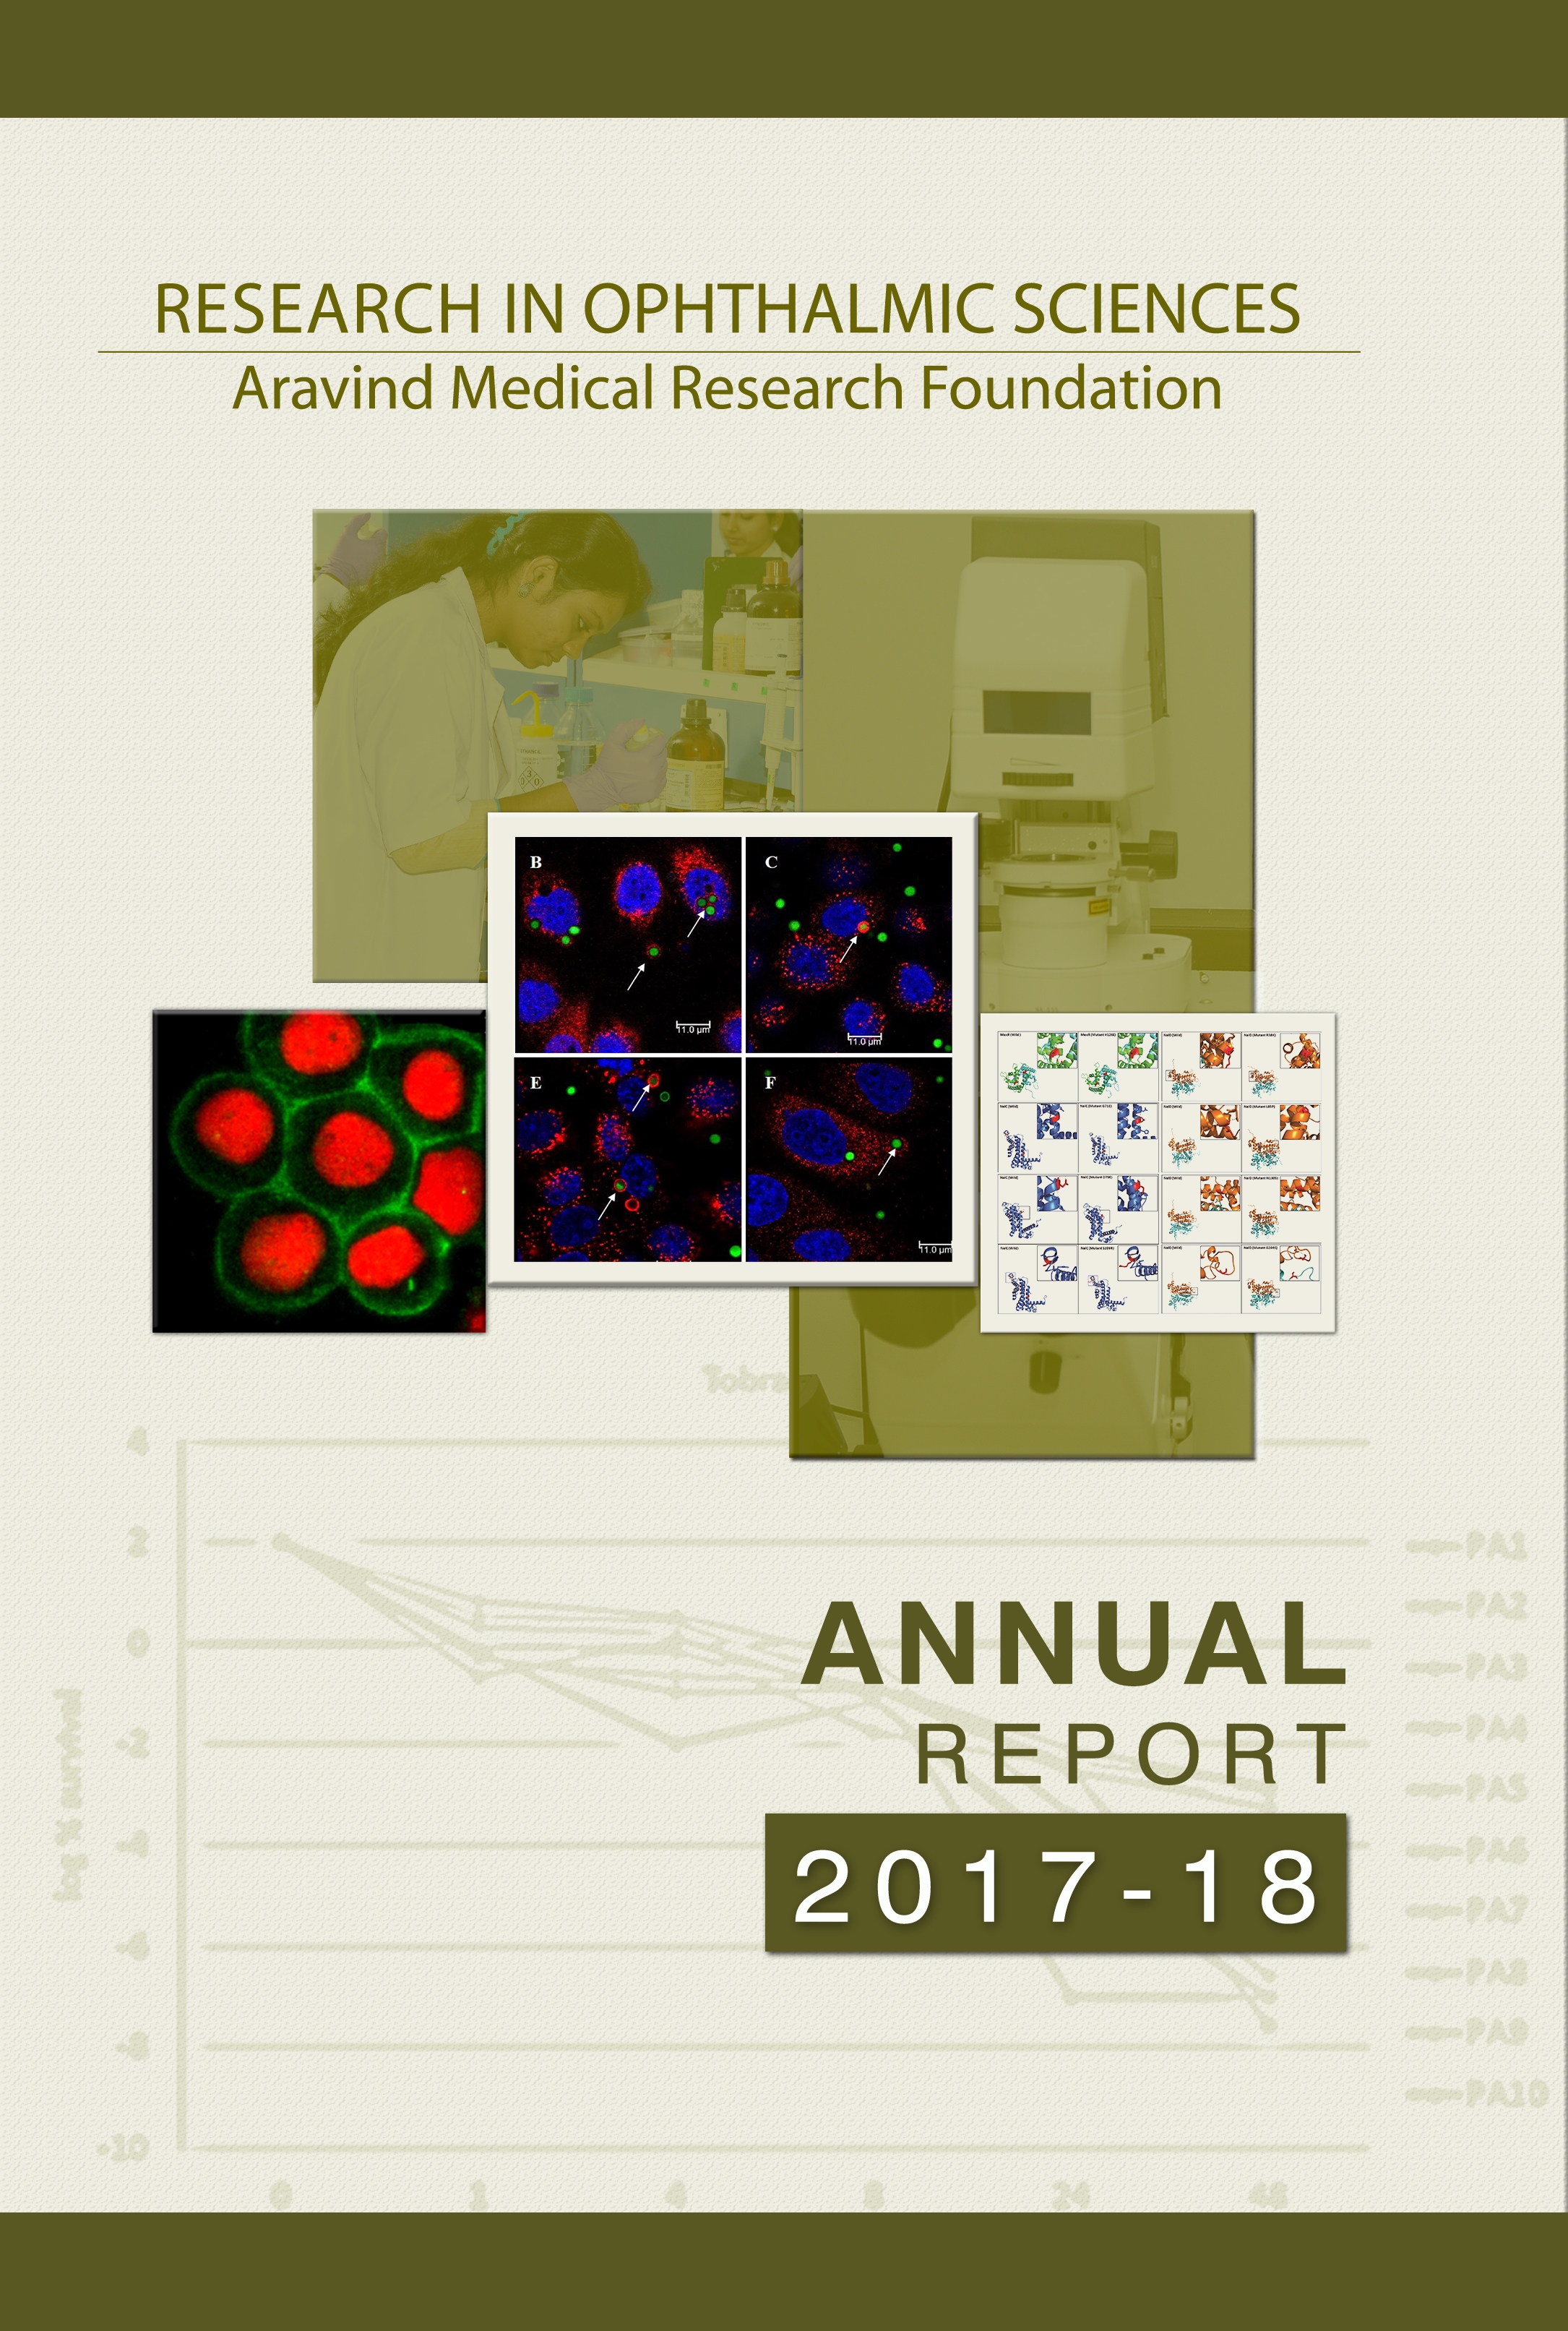 RESEARCH IN OPHTHALMIC SCIENCES
Aravind Medical Research Foundation
B
C
11.0 µm
11.0 µm
E
F
11.0 µm
4
2
0
-2
-4
-6
-8
-10
log % survival
0 1 4 8 24 48
PA1
PA2
PA3
PA4
PA5
PA6
PA7
PA8
PA9
PA10
ANNUAL
REPORT
2017-18